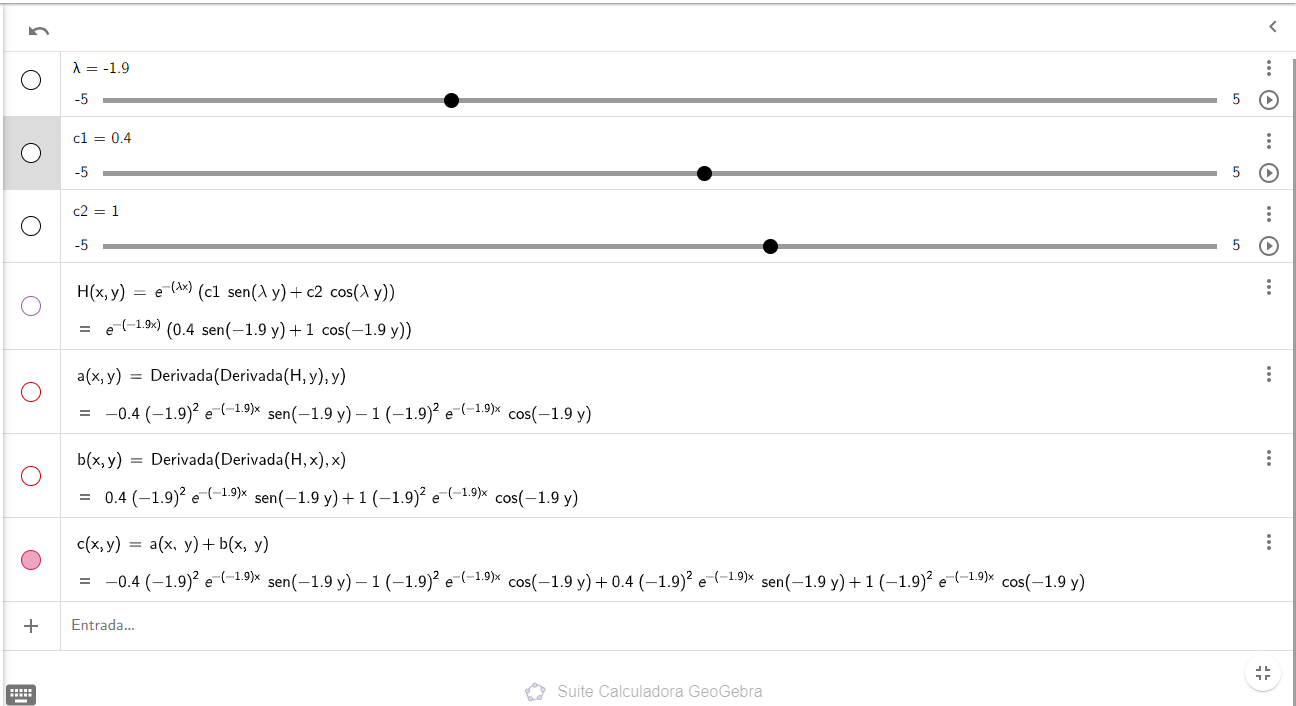 λ = -1.9
-5 5
c1 = 0.4
-5 5
c2 = 1
-5 5
H(x, y) = e^−(λx) (c1 sen(λ y) + c2 cos(λ y))
= e^−(−1.9x) (0.4 sen(−1.9 y) + 1 cos(−1.9 y))
a(x, y) = Derivada(Derivada(H, y), y)
= −0.4 (−1.9)² e^−(−1.9)x sen(−1.9 y) − 1 (−1.9)² e^−(−1.9)x cos(−1.9 y)
b(x, y) = Derivada(Derivada(H, x), x)
= 0.4 (−1.9)² e^−(−1.9)x sen(−1.9 y) + 1 (−1.9)² e^−(−1.9)x cos(−1.9 y)
c(x, y) = a(x, y) + b(x, y)
= −0.4 (−1.9)² e^−(−1.9)x sen(−1.9 y) − 1 (−1.9)² e^−(−1.9)x cos(−1.9 y) + 0.4 (−1.9)² e^−(−1.9)x sen(−1.9 y) + 1 (−1.9)² e^−(−1.9)x cos(−1.9 y)
+ Entrada...
Suite Calculadora GeoGebra